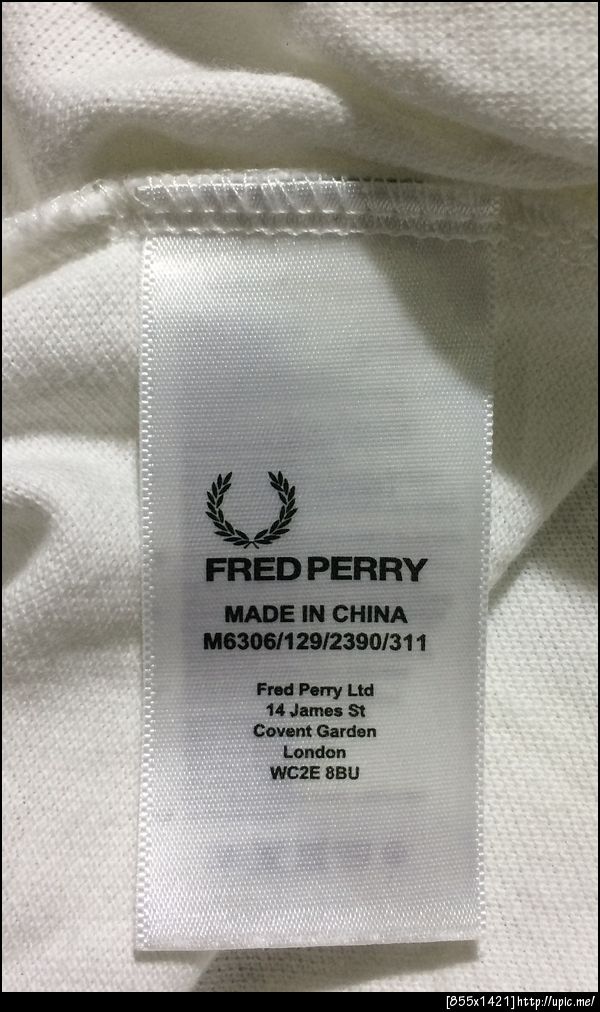 FRED PERRY
MADE IN CHINA
M6306/129/2390/311
Fred Perry Ltd
14 James St
Covent Garden
London
WC2E 8BU
[855x1421]http://upic.me/